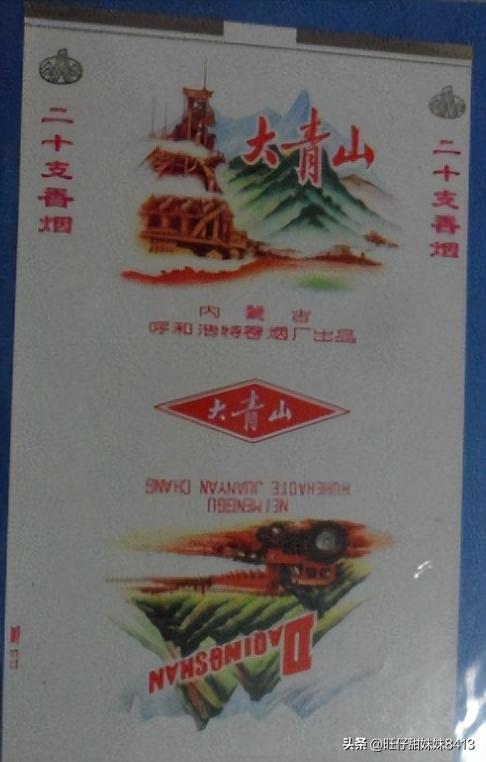 大青山
二十支香烟
二十支香烟
内蒙古
呼和浩特卷烟厂出品
大青山
HUHEHAOTE JUANYAN CHANG
NEIMENGGU
DAQINGSHAN
头条 @旺仔甜妹妹8413